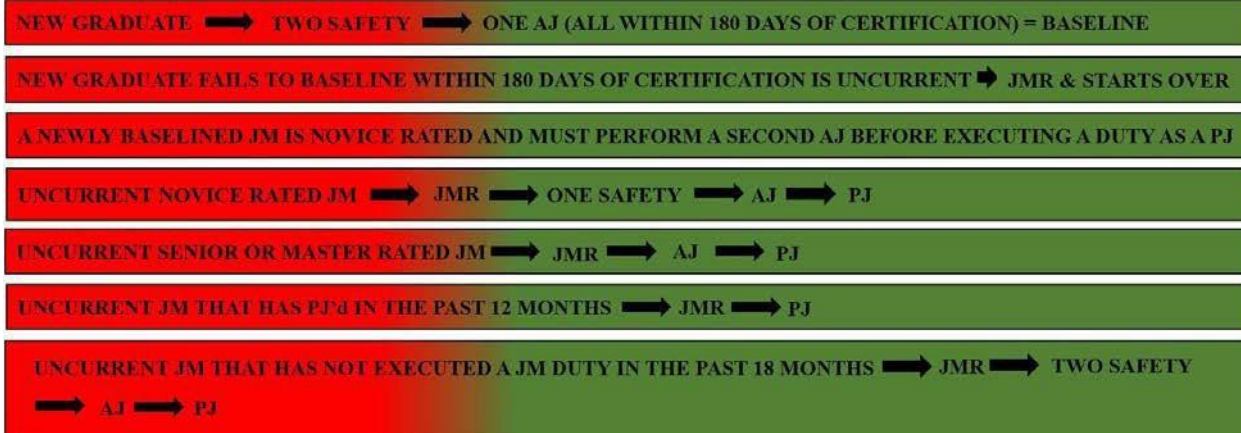 NEW GRADUATE TWO SAFETY ONE AJ (ALL WITHIN 180 DAYS OF CERTIFICATION) = BASELINE
NEW GRADUATE FAILS TO BASELINE WITHIN 180 DAYS OF CERTIFICATION IS UNCURRENT JMR & STARTS OVER
A NEWLY BASELINED JM IS NOVICE RATED AND MUST PERFORM A SECOND AJ BEFORE EXECUTING A DUTY AS A PJ
UNCURRENT NOVICE RATED JM JMR ONE SAFETY AJ PJ
UNCURRENT SENIOR OR MASTER RATED JM JMR AJ PJ
UNCURRENT JM THAT HAS PJ'd IN THE PAST 12 MONTHS JMR PJ
UNCURRENT JM THAT HAS NOT EXECUTED A JM DUTY IN THE PAST 18 MONTHS JMR TWO SAFETY
AJ PJ